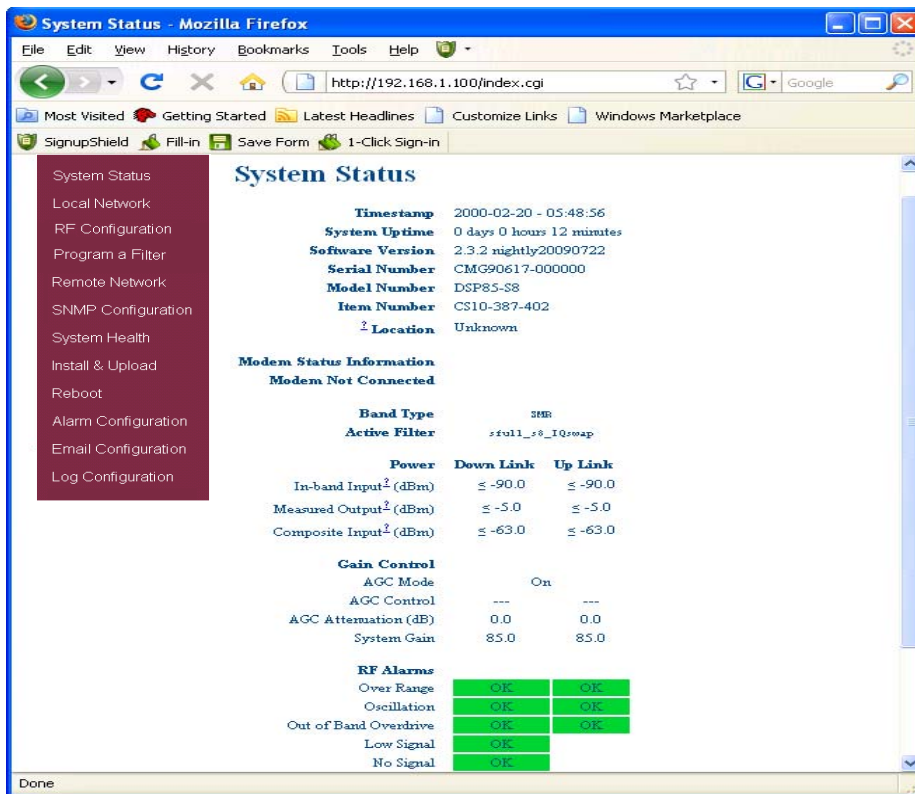 System Status - Mozilla Firefox
File Edit View History Bookmarks Tools Help
http://192.168.1.100/index.cgi
G Google
Most Visited Getting Started Latest Headlines Customize Links Windows Marketplace
SignupShield Fill-in Save Form 1-Click Sign-in
System Status
Local Network
RF Configuration
Program a Filter
Remote Network
SNMP Configuration
System Health
Install & Upload
Reboot
Alarm Configuration
Email Configuration
Log Configuration
System Status
Timestamp 2000-02-20 - 05:48:56
System Uptime 0 days 0 hours 12 minutes
Software Version 2.3.2 nightly20090722
Serial Number CMG90617-000000
Model Number DSP85-S8
Item Number CS10-387-402
? Location Unknown
Modem Status Information
Modem Not Connected
Band Type SMR
Active Filter sfull_s8_IQswap
Power Down Link Up Link
In-band Input? (dBm) ≤ -90.0 ≤ -90.0
Measured Output? (dBm) ≤ -5.0 ≤ -5.0
Composite Input? (dBm) ≤ -63.0 ≤ -63.0
Gain Control
AGC Mode On
AGC Control --- ---
AGC Attenuation (dB) 0.0 0.0
System Gain 85.0 85.0
RF Alarms
Over Range OK OK
Oscillation OK OK
Out of Band Overdrive OK OK
Low Signal OK
No Signal OK
Done